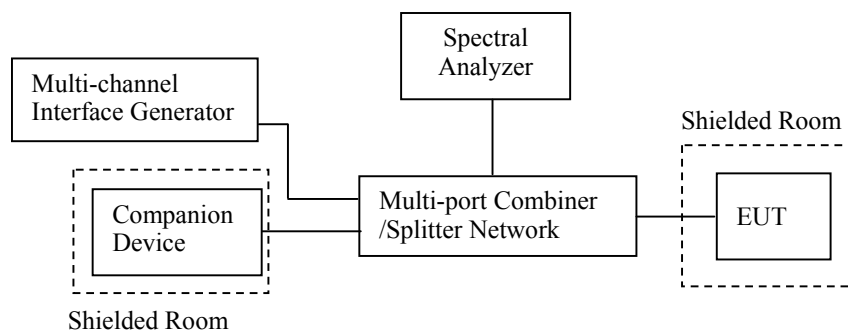 Spectral
Analyzer
Multi-channel
Interface Generator
Shielded Room
Companion
Device
Multi-port Combiner
/Splitter Network
EUT
Shielded Room